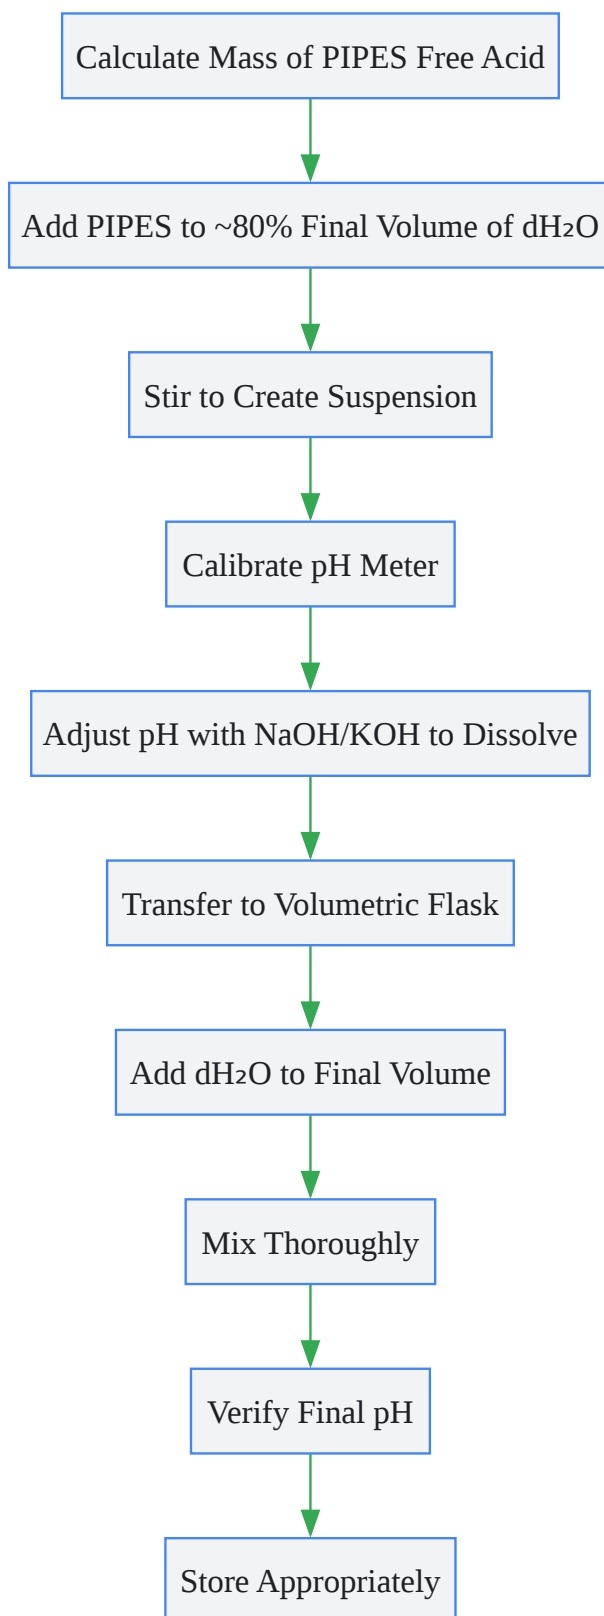 Calculate Mass of PIPES Free Acid
Add PIPES to ~80% Final Volume of dH₂O
Stir to Create Suspension
Calibrate pH Meter
Adjust pH with NaOH/KOH to Dissolve
Transfer to Volumetric Flask
Add dH₂O to Final Volume
Mix Thoroughly
Verify Final pH
Store Appropriately